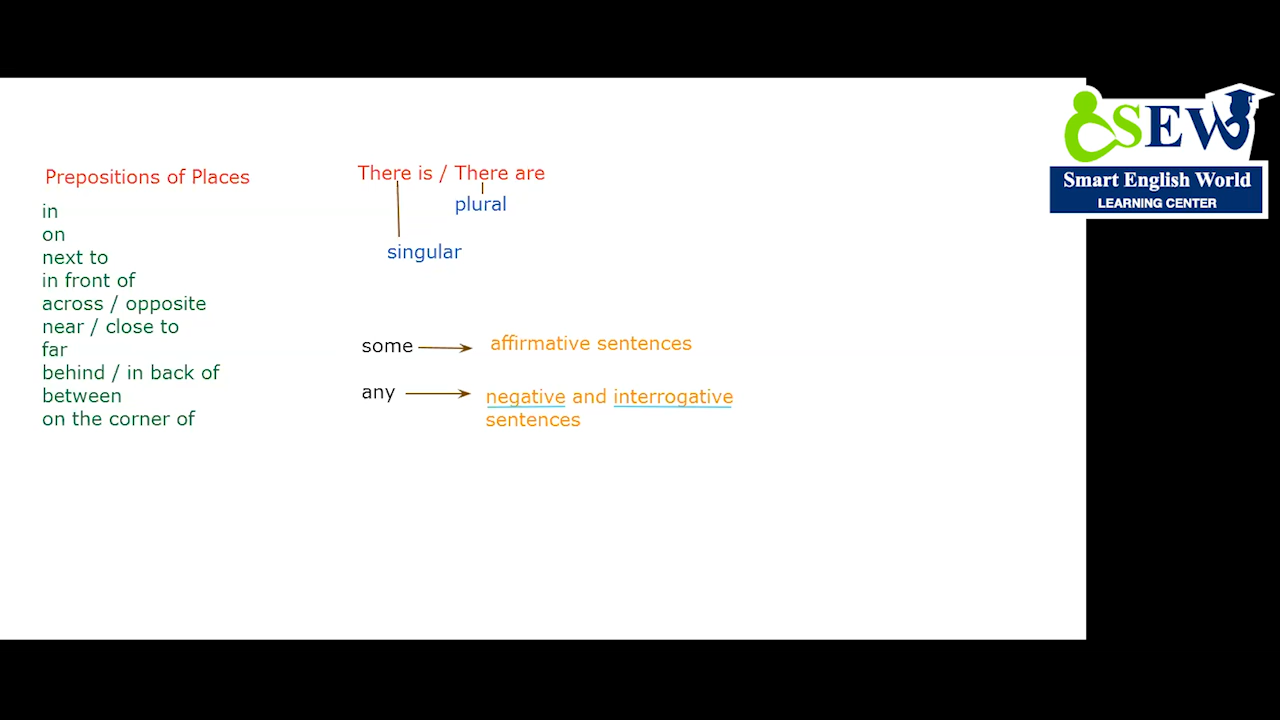 Prepositions of Places
in
on
next to
in front of
across / opposite
near / close to
far
behind / in back of
between
on the corner of
There is / There are
plural
singular
some
affirmative sentences
any
negative and interrogative
sentences
SEW
Smart English World
LEARNING CENTER